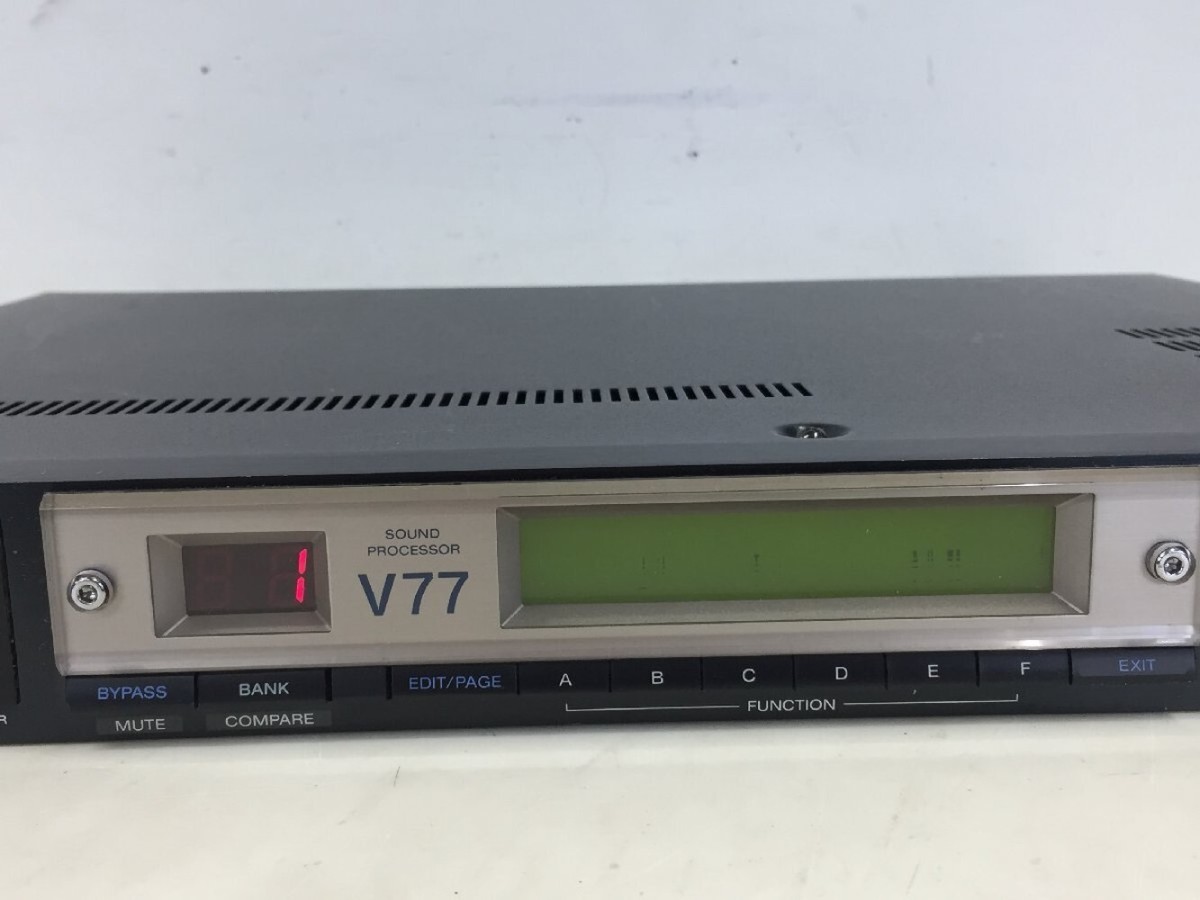 1
SOUND
PROCESSOR
V77
BYPASS
BANK
EDIT/PAGE
A
B
C
D
E
F
EXIT
R
MUTE
COMPARE
FUNCTION